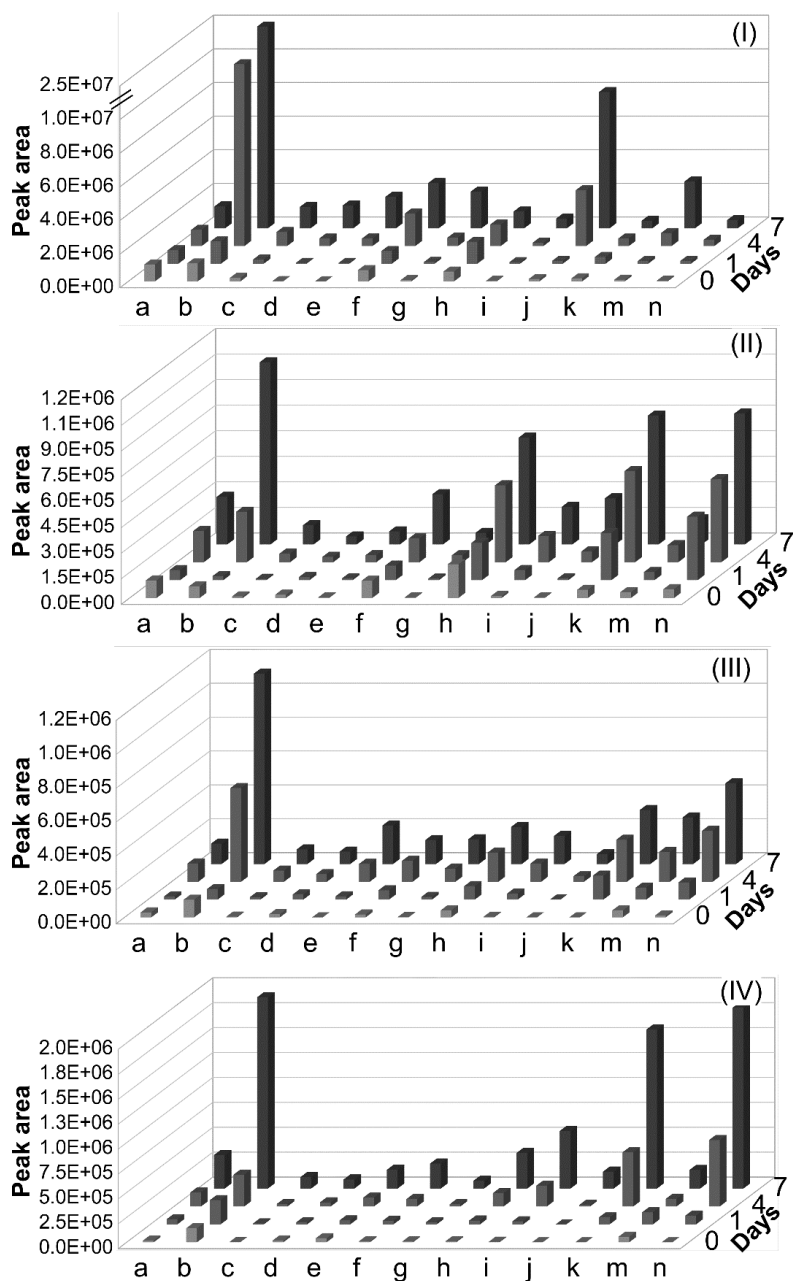 (I)
2.5E+07
1.0E+07
8.0E+06
6.0E+06
4.0E+06
2.0E+06
0.0E+00
Peak area
a b c d e f g h i j k m n
0 1 4 7
Days
(II)
1.2E+06
1.1E+06
9.0E+05
7.5E+05
6.0E+05
4.5E+05
3.0E+05
1.5E+05
0.0E+00
Peak area
a b c d e f g h i j k m n
0 1 4 7
Days
(III)
1.2E+06
1.0E+06
8.0E+05
6.0E+05
4.0E+05
2.0E+05
0.0E+00
Peak area
a b c d e f g h i j k m n
0 1 4 7
Days
(IV)
2.0E+06
1.8E+06
1.5E+06
1.3E+06
1.0E+06
7.5E+05
5.0E+05
2.5E+05
0.0E+00
Peak area
a b c d e f g h i j k m n
0 1 4 7
Days